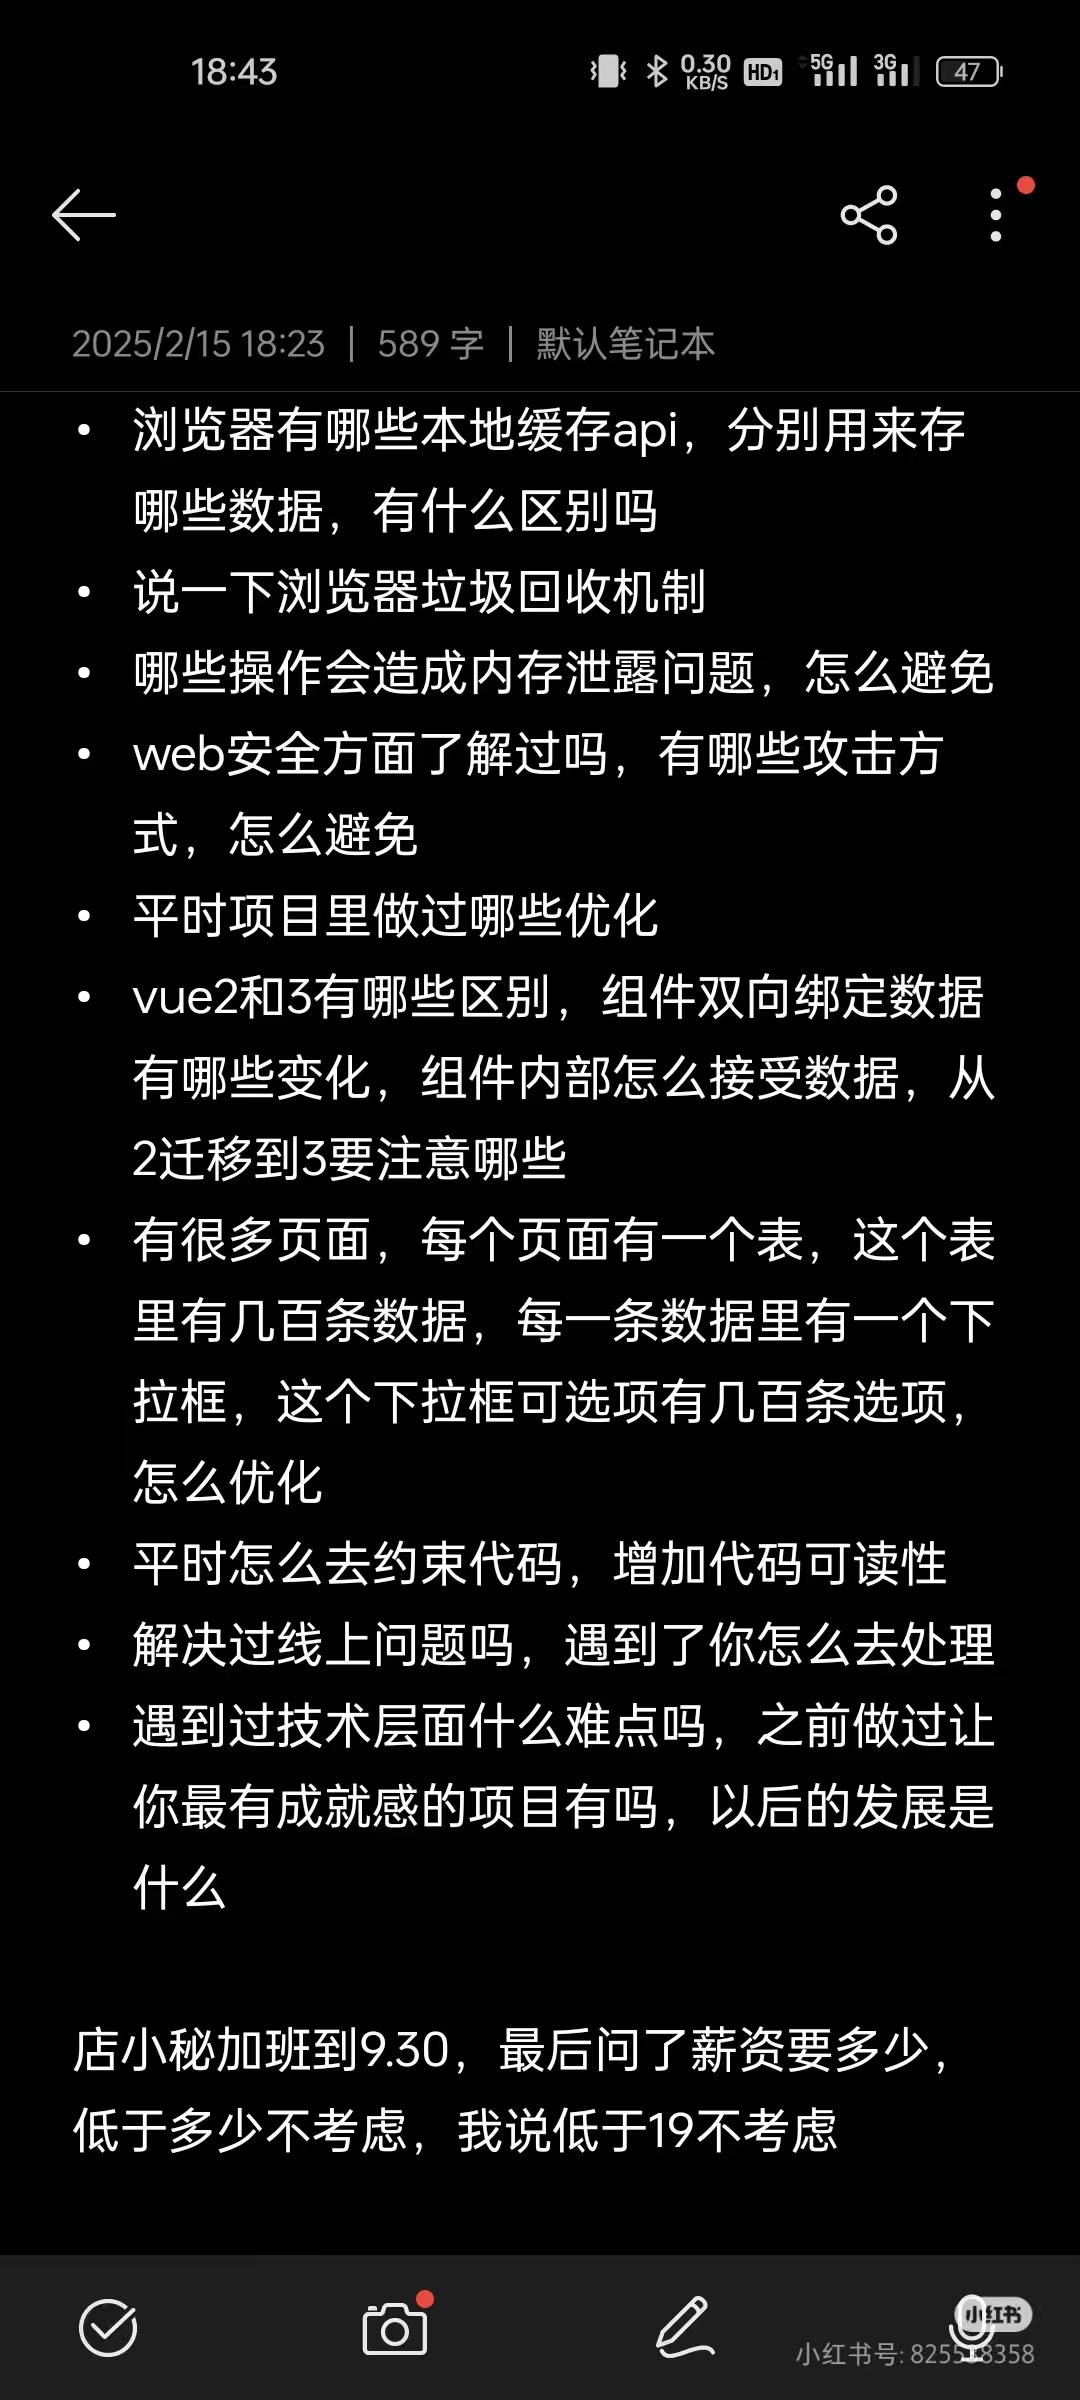 18:43
0.30
KB/S
HD1
5G
3G
47
2025/2/15 18:23 | 589 字 | 默认笔记本
• 浏览器有哪些本地缓存api，分别用来存
哪些数据，有什么区别吗
• 说一下浏览器垃圾回收机制
• 哪些操作会造成内存泄露问题，怎么避免
• web安全方面了解过吗，有哪些攻击方
式，怎么避免
• 平时项目里做过哪些优化
• vue2和3有哪些区别，组件双向绑定数据
有哪些变化，组件内部怎么接受数据，从
2迁移到3要注意哪些
• 有很多页面，每个页面有一个表，这个表
里有几百条数据，每一条数据里有一个下
拉框，这个下拉框可选项有几百条选项，
怎么优化
• 平时怎么去约束代码，增加代码可读性
• 解决过线上问题吗，遇到了你怎么去处理
• 遇到过技术层面什么难点吗，之前做过让
你最有成就感的项目有吗，以后的发展是
什么
店小秘加班到9.30，最后问了薪资要多少，
低于多少不考虑，我说低于19不考虑
小红书
小红书号: 825538358